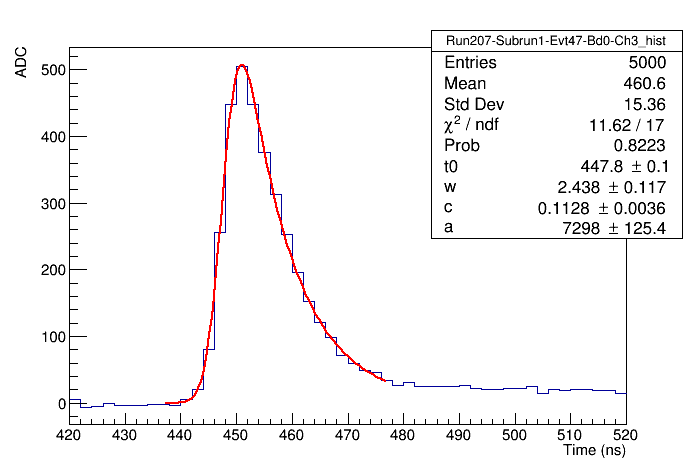 Run207-Subrun1-Evt47-Bd0-Ch3_hist
Entries 5000
Mean 460.6
Std Dev 15.36
χ² / ndf 11.62 / 17
Prob 0.8223
t0 447.8 ± 0.1
w 2.438 ± 0.117
c 0.1128 ± 0.0036
a 7298 ± 125.4
ADC
500
400
300
200
100
0
420 430 440 450 460 470 480 490 500 510 520
Time (ns)